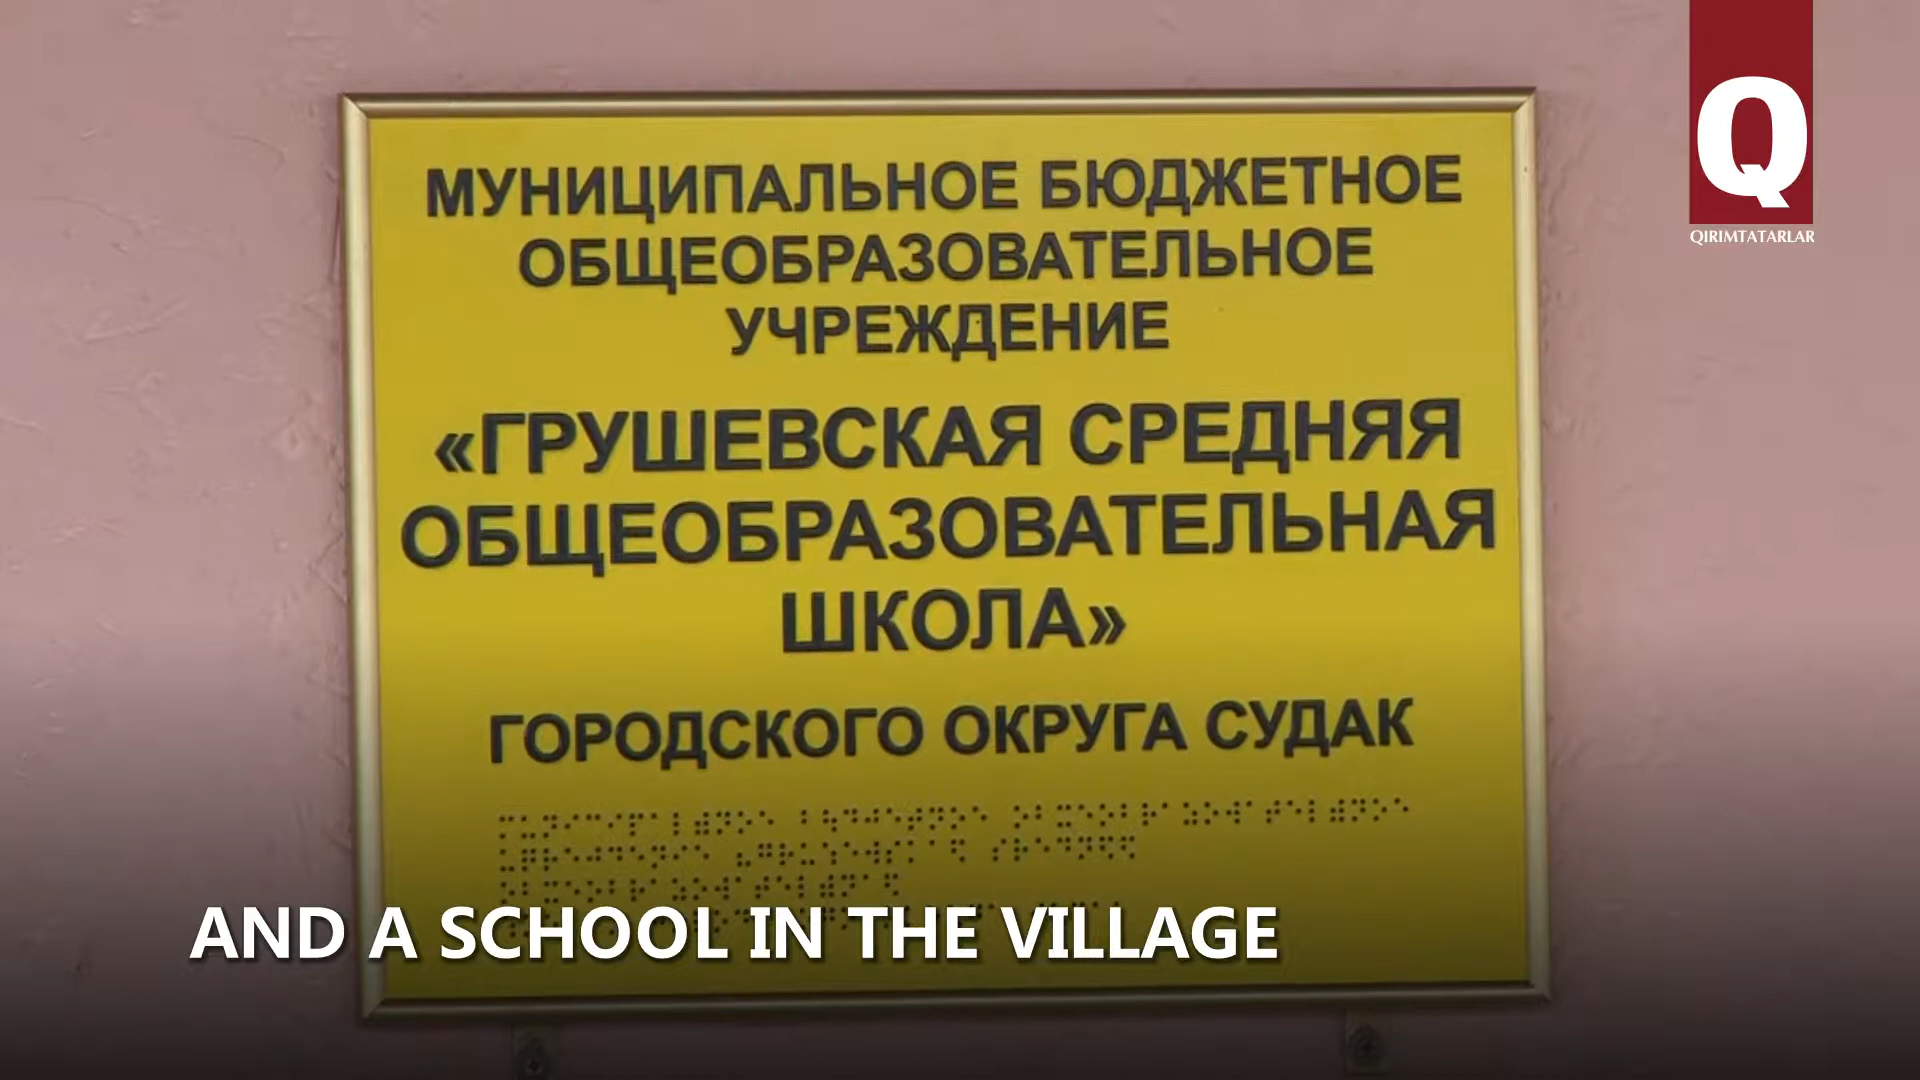 Q
QIRIMTATARLAR
МУНИЦИПАЛЬНОЕ БЮДЖЕТНОЕ
ОБЩЕОБРАЗОВАТЕЛЬНОЕ
УЧРЕЖДЕНИЕ
«ГРУШЕВСКАЯ СРЕДНЯЯ
ОБЩЕОБРАЗОВАТЕЛЬНАЯ
ШКОЛА»
ГОРОДСКОГО ОКРУГА СУДАК
AND A SCHOOL IN THE VILLAGE